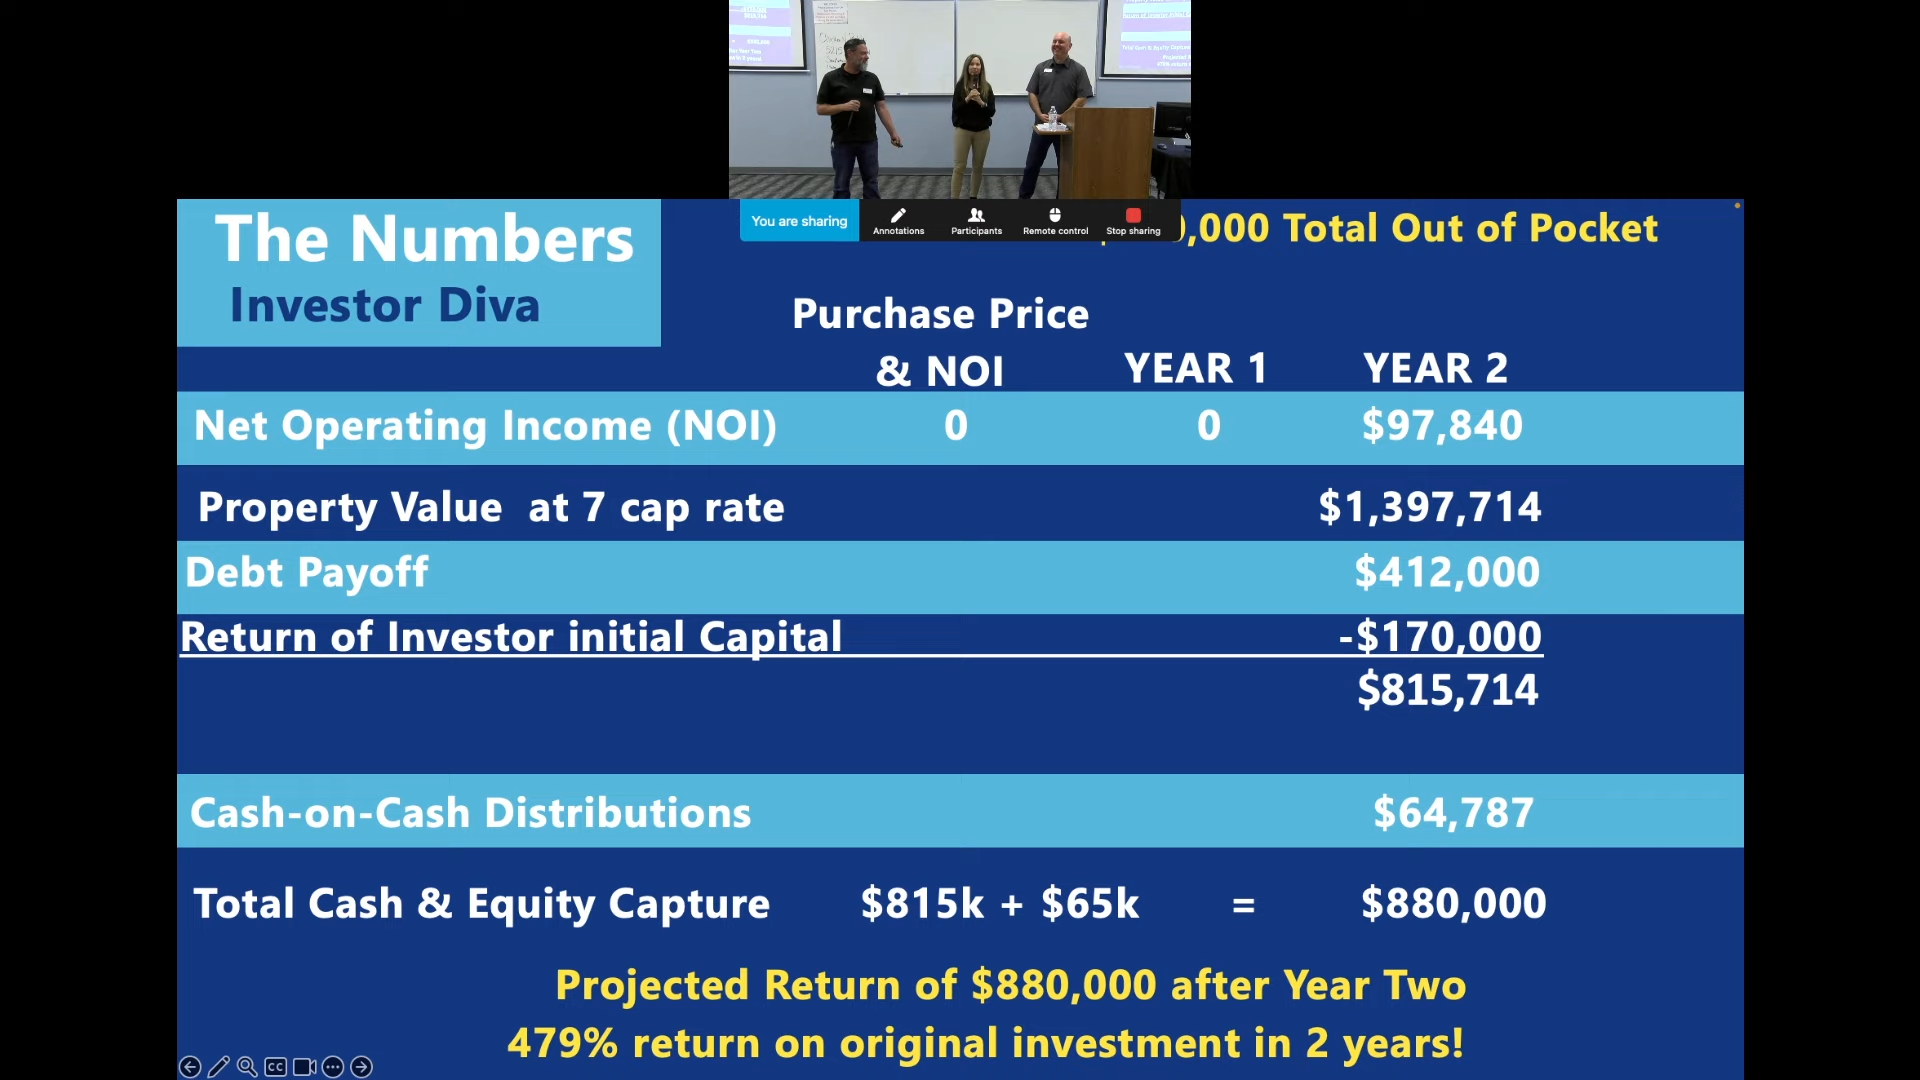 You are sharing
Annotations
Participants
Remote control
Stop sharing
The Numbers
Investor Diva
,000 Total Out of Pocket
Purchase Price
& NOI YEAR 1 YEAR 2
Net Operating Income (NOI) 0 0 $97,840
Property Value at 7 cap rate $1,397,714
Debt Payoff $412,000
Return of Investor initial Capital -$170,000
$815,714
Cash-on-Cash Distributions $64,787
Total Cash & Equity Capture $815k + $65k = $880,000
Projected Return of $880,000 after Year Two
479% return on original investment in 2 years!
CC